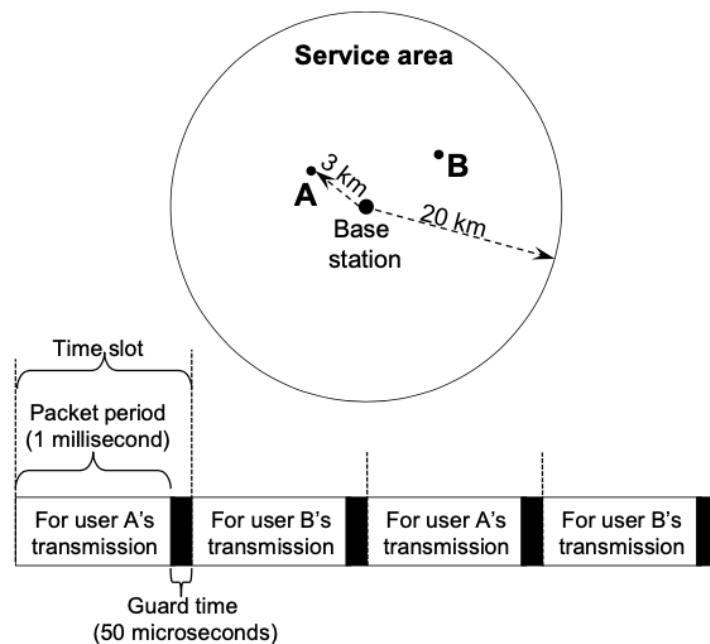 Service area
3 km
B
A
Base
station
20 km
Time slot
Packet period
(1 millisecond)
For user A's
transmission
For user B's
transmission
For user A's
transmission
For user B's
transmission
Guard time
(50 microseconds)